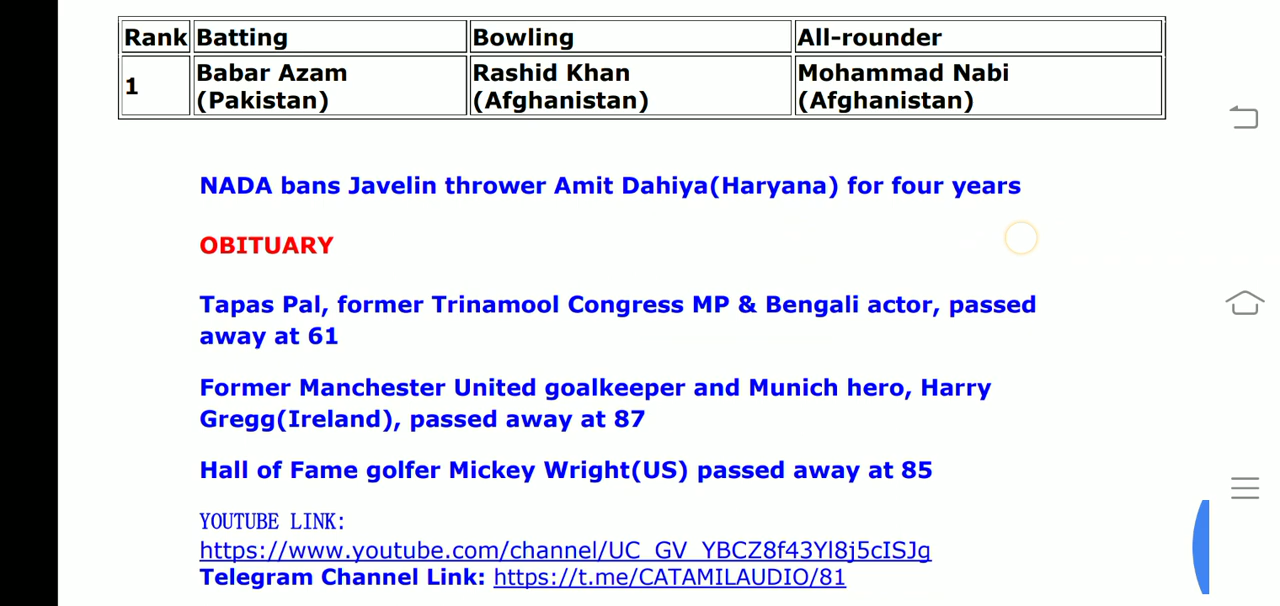 Rank Batting Bowling All-rounder
1 Babar Azam (Pakistan) Rashid Khan (Afghanistan) Mohammad Nabi (Afghanistan)
NADA bans Javelin thrower Amit Dahiya(Haryana) for four years
OBITUARY
Tapas Pal, former Trinamool Congress MP & Bengali actor, passed
away at 61
Former Manchester United goalkeeper and Munich hero, Harry
Gregg(Ireland), passed away at 87
Hall of Fame golfer Mickey Wright(US) passed away at 85
YOUTUBE LINK:
https://www.youtube.com/channel/UC_GV_YBCZ8f43Yl8j5cISJg
Telegram Channel Link: https://t.me/CATAMILAUDIO/81